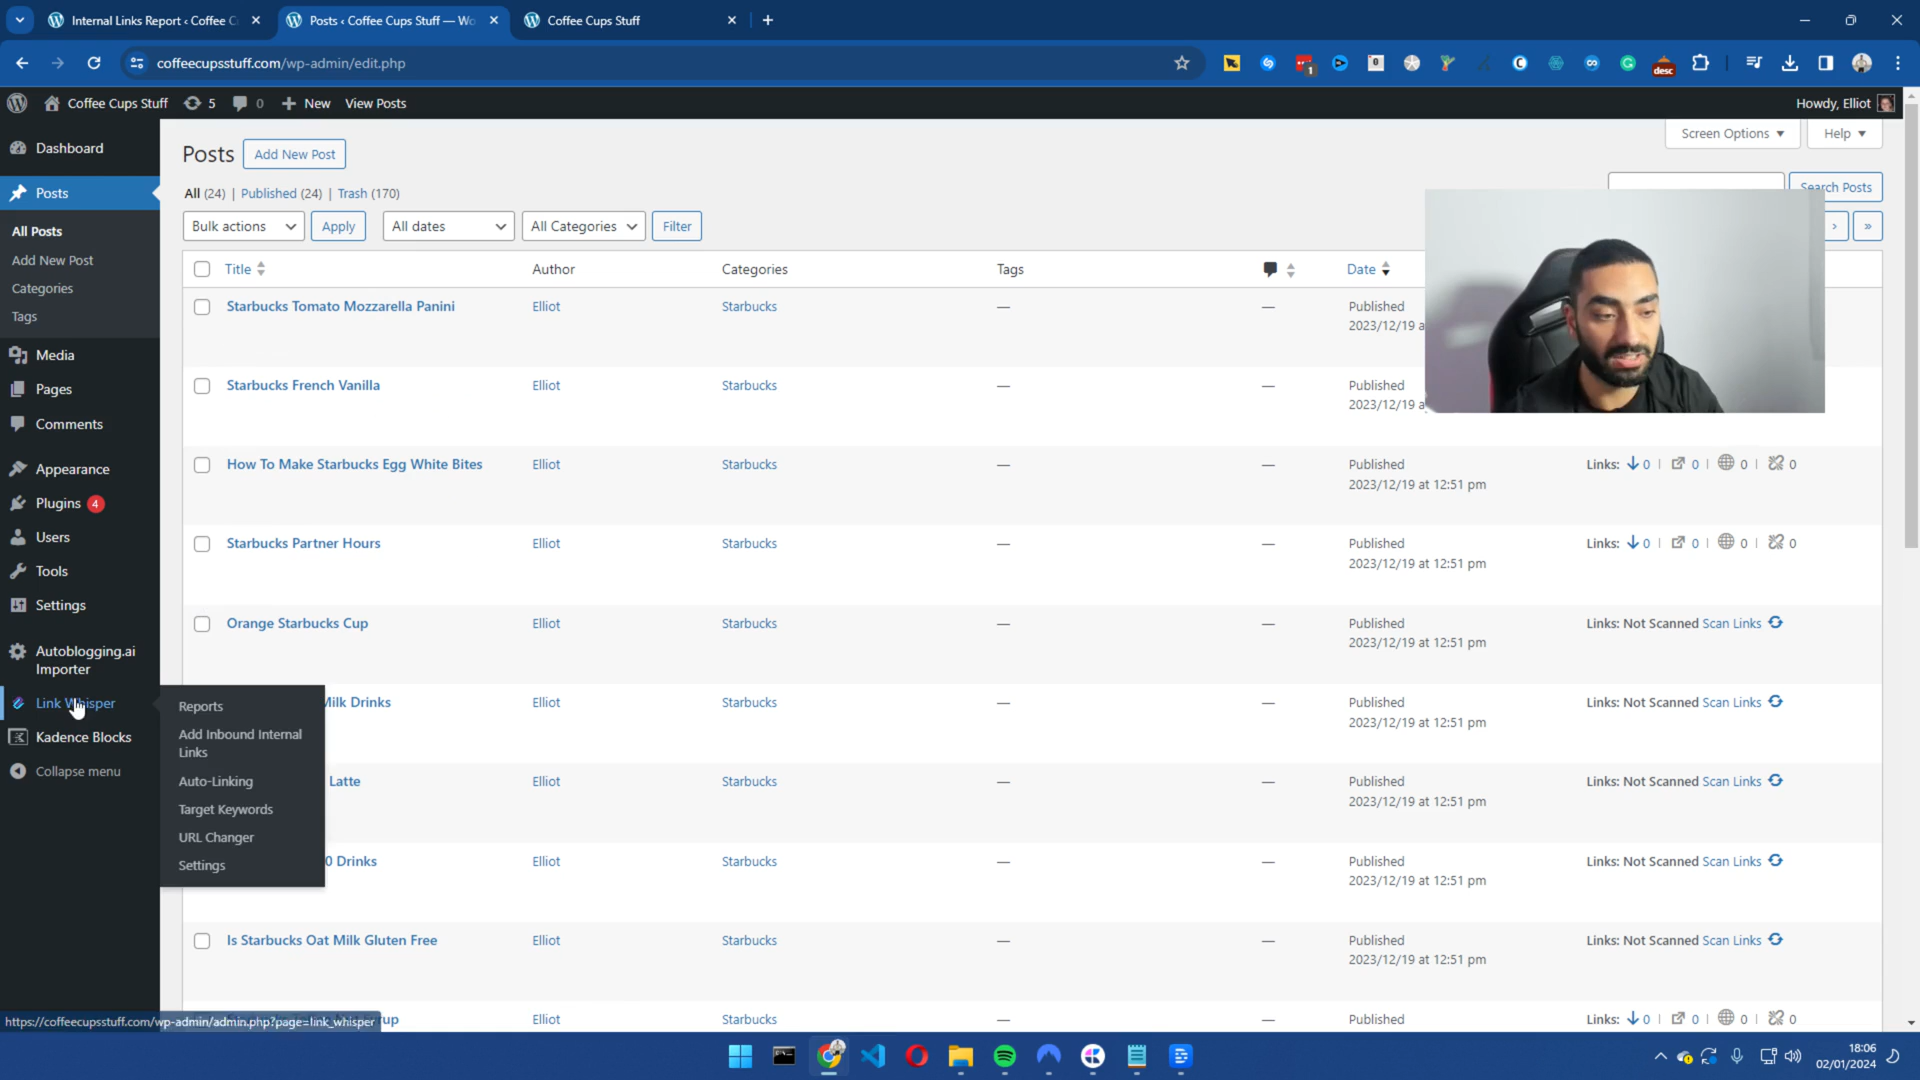 Internal Links Report ‹ Coffee C
Posts ‹ Coffee Cups Stuff — Wo
Coffee Cups Stuff
coffeecupsstuff.com/wp-admin/edit.php
1
desc
Coffee Cups Stuff
5
0
New
View Posts
Howdy, Elliot
Dashboard
Posts
All Posts
Add New Post
Categories
Tags
Media
Pages
Comments
Appearance
Plugins 4
Users
Tools
Settings
Autoblogging.ai
Importer
Link Whisper
Kadence Blocks
Collapse menu
Reports
Add Inbound Internal
Links
Auto-Linking
Target Keywords
URL Changer
Settings
Posts
Add New Post
Screen Options
Help
All (24) | Published (24) | Trash (170)
Search Posts
Bulk actions
Apply
All dates
All Categories
Filter
›
»
Title
Author
Categories
Tags
Date
Starbucks Tomato Mozzarella Panini
Elliot
Starbucks
—
—
Published
2023/12/19 a
Starbucks French Vanilla
Elliot
Starbucks
—
—
Published
2023/12/19 a
How To Make Starbucks Egg White Bites
Elliot
Starbucks
—
—
Published
2023/12/19 at 12:51 pm
Links: 0 | 0 | 0 | 0
Starbucks Partner Hours
Elliot
Starbucks
—
—
Published
2023/12/19 at 12:51 pm
Links: 0 | 0 | 0 | 0
Orange Starbucks Cup
Elliot
Starbucks
—
—
Published
2023/12/19 at 12:51 pm
Links: Not Scanned Scan Links
Milk Drinks
Elliot
Starbucks
—
—
Published
2023/12/19 at 12:51 pm
Links: Not Scanned Scan Links
Latte
Elliot
Starbucks
—
—
Published
2023/12/19 at 12:51 pm
Links: Not Scanned Scan Links
0 Drinks
Elliot
Starbucks
—
—
Published
2023/12/19 at 12:51 pm
Links: Not Scanned Scan Links
Is Starbucks Oat Milk Gluten Free
Elliot
Starbucks
—
—
Published
2023/12/19 at 12:51 pm
Links: Not Scanned Scan Links
Elliot
Starbucks
—
—
Published
Links: 0 | 0 | 0 | 0
https://coffeecupsstuff.com/wp-admin/admin.php?page=link_whisper
18:06
02/01/2024